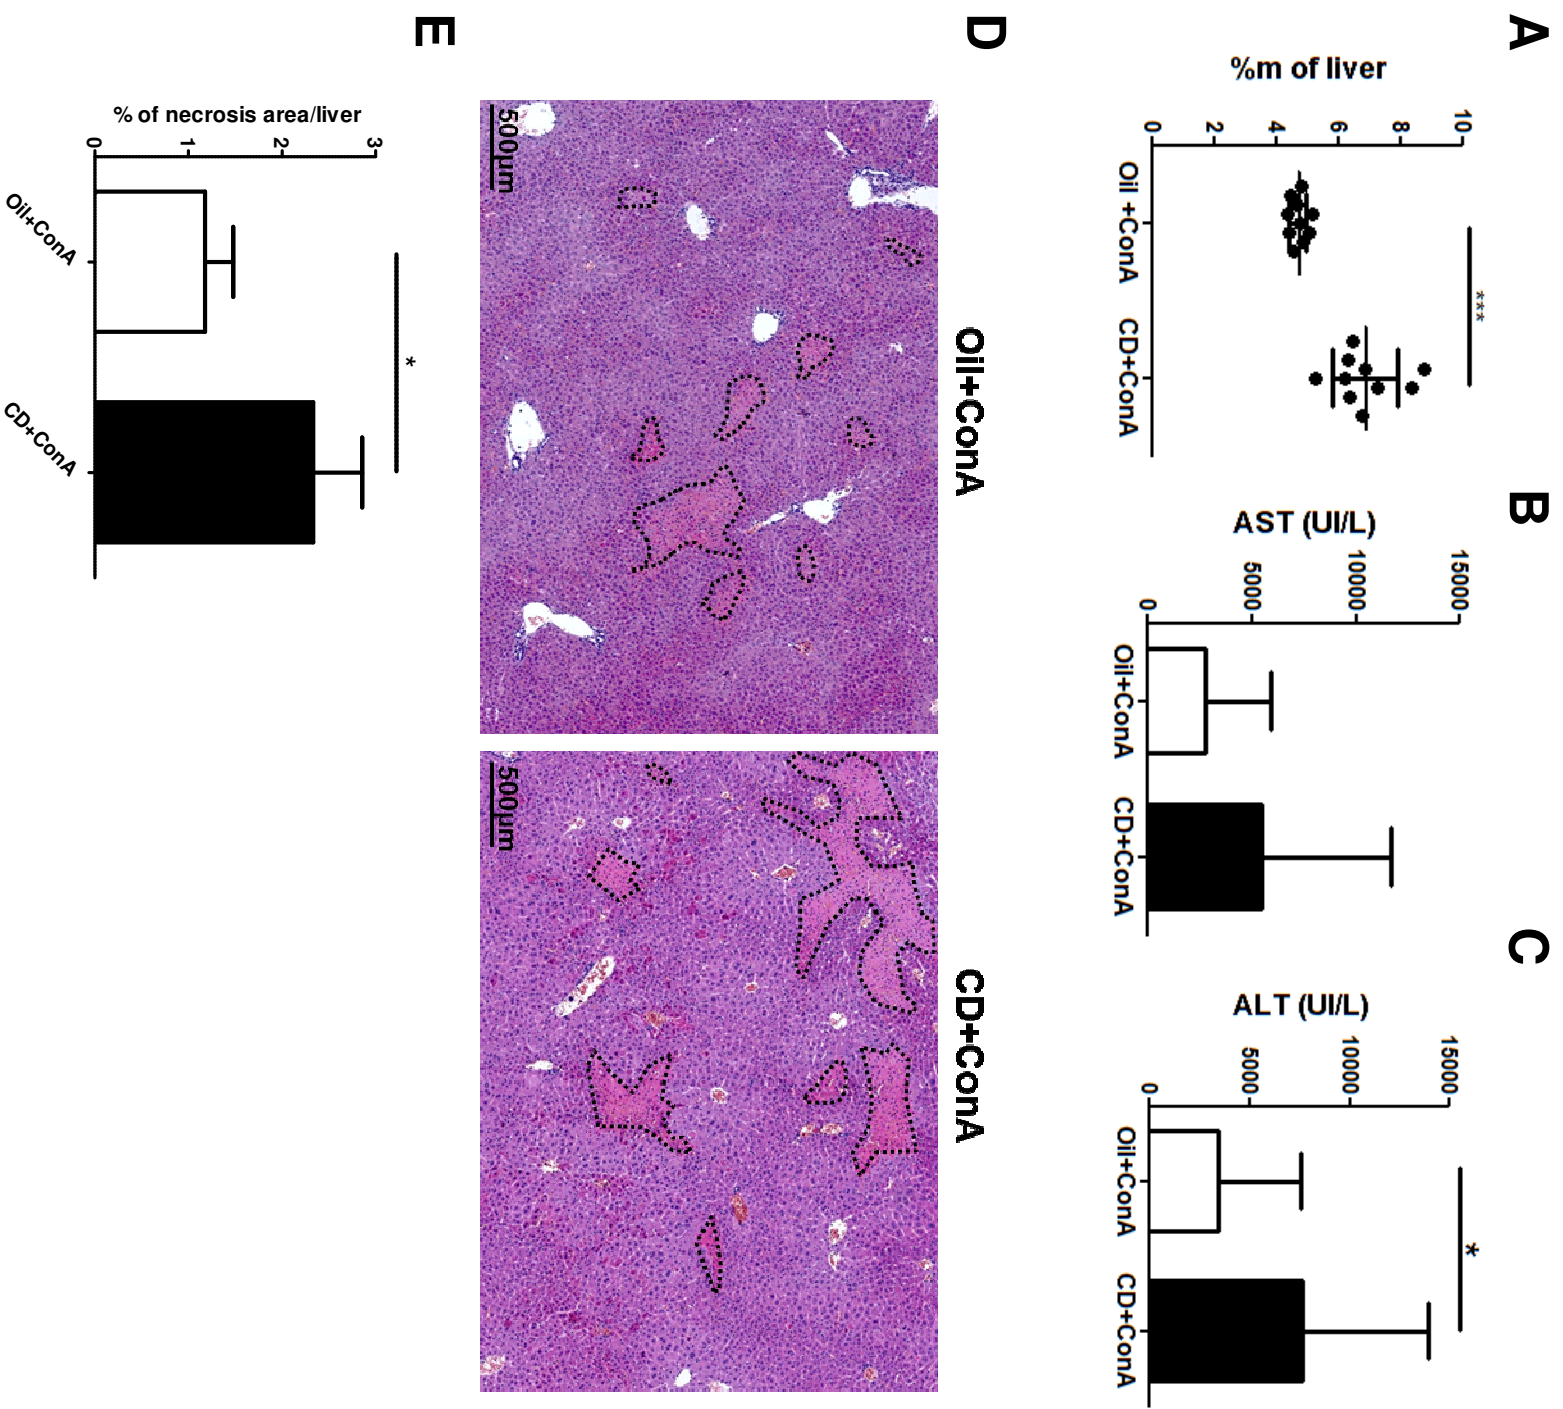 A
%m of liver
10
8
6
4
2
0
***
Oil +ConA
CD+ConA
B
AST (UI/L)
15000
10000
5000
0
Oil+ConA
CD+ConA
C
ALT (UI/L)
15000
10000
5000
0
*
Oil+ConA
CD+ConA
D
Oil+ConA
CD+ConA
500µm
500µm
E
% of necrosis area/liver
3
2
1
0
*
Oil+ConA
CD+ConA